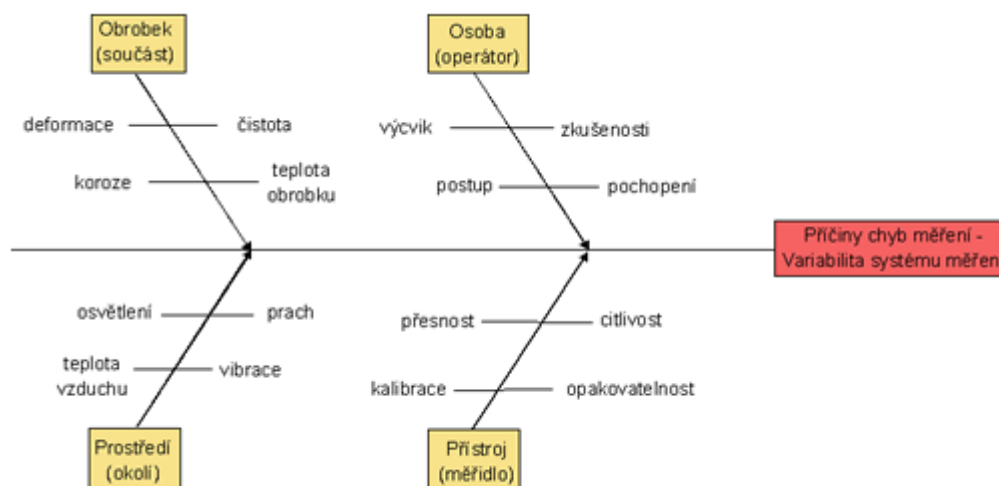 Obrobek
(součást)
Osoba
(operátor)
deformace
čistota
výcvik
zkušenosti
koroze
teplota
obrobku
postup
pochopení
Příčiny chyb měření -
Variabilita systému měřen
osvětlení
prach
přesnost
citlivost
teplota
vzduchu
vibrace
kalibrace
opakovatelnost
Prostředí
(okolí)
Přístroj
(měřidlo)